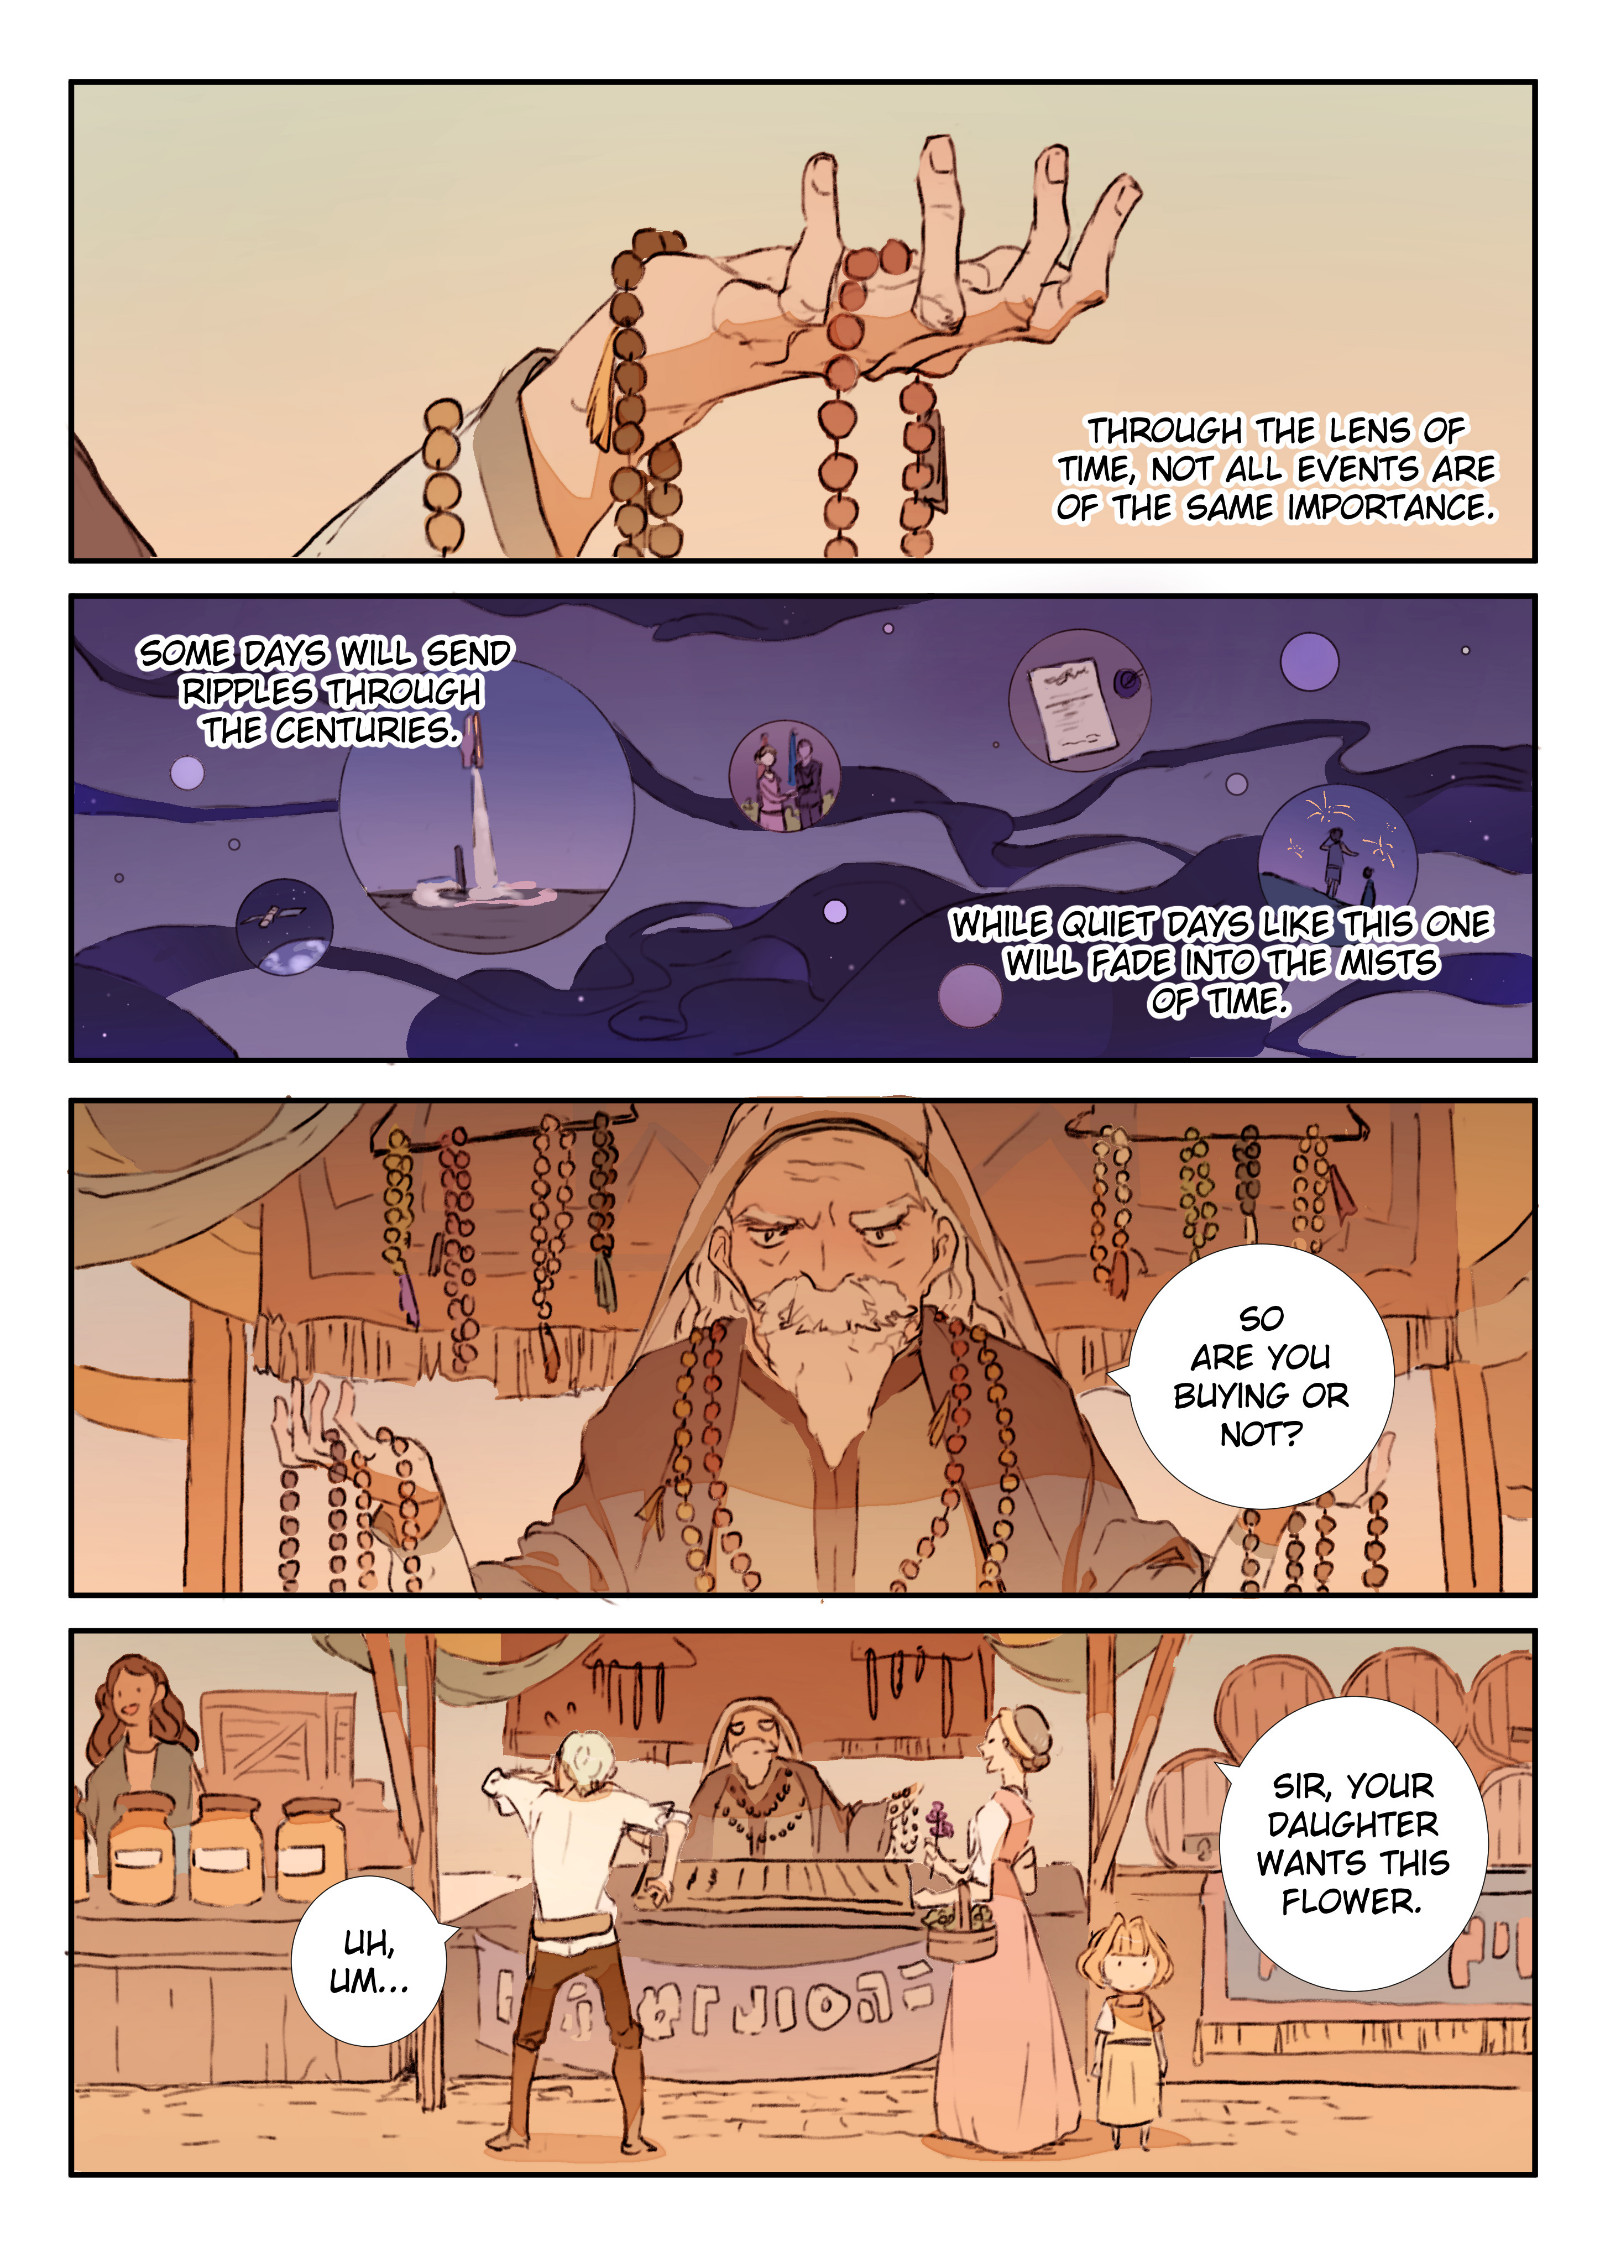 THROUGH THE LENS OF
TIME, NOT ALL EVENTS ARE
OF THE SAME IMPORTANCE.
SOME DAYS WILL SEND
RIPPLES THROUGH
THE CENTURIES.
WHILE QUIET DAYS LIKE THIS ONE
WILL FADE INTO THE MISTS
OF TIME.
SO
ARE YOU
BUYING OR
NOT?
UH,
UM...
SIR, YOUR
DAUGHTER
WANTS THIS
FLOWER.